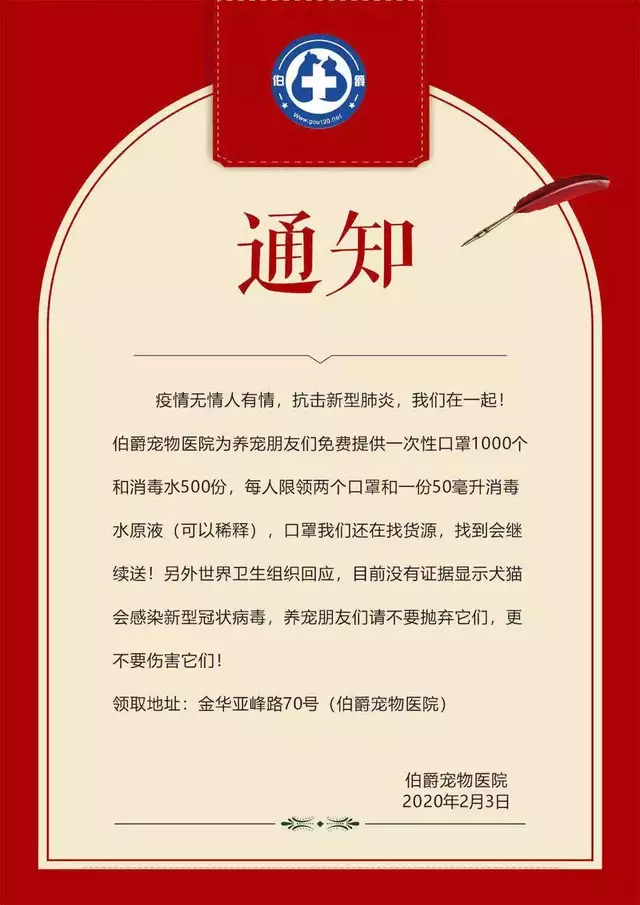 伯爵
Www.gou120.net
通知
疫情无情人有情，抗击新型肺炎，我们在一起！
伯爵宠物医院为养宠朋友们免费提供一次性口罩1000个
和消毒水500份，每人限领两个口罩和一份50毫升消毒
水原液（可以稀释），口罩我们还在找货源，找到会继
续送！另外世界卫生组织回应，目前没有证据显示犬猫
会感染新型冠状病毒，养宠朋友们请不要抛弃它们，更
不要伤害它们！
领取地址：金华亚峰路70号（伯爵宠物医院）
伯爵宠物医院
2020年2月3日